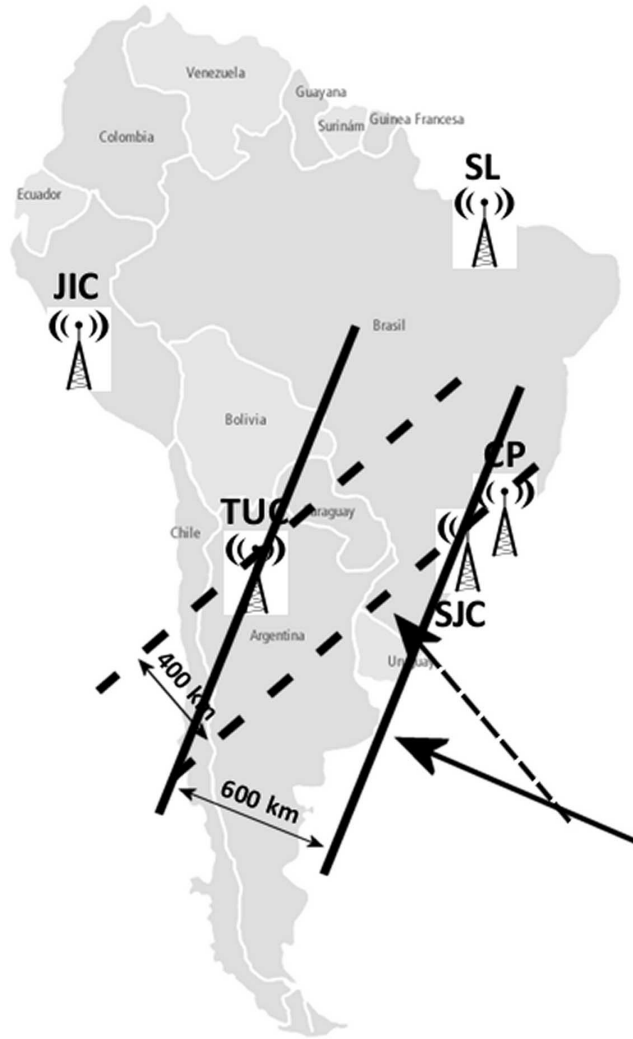 Venezuela
Guayana
Surinám
Guinea Francesa
Colombia
SL
Ecuador
JIC
Brasil
Bolivia
CP
TUC
Paraguay
Chile
SJC
Argentina
Uruguay
400 km
600 km